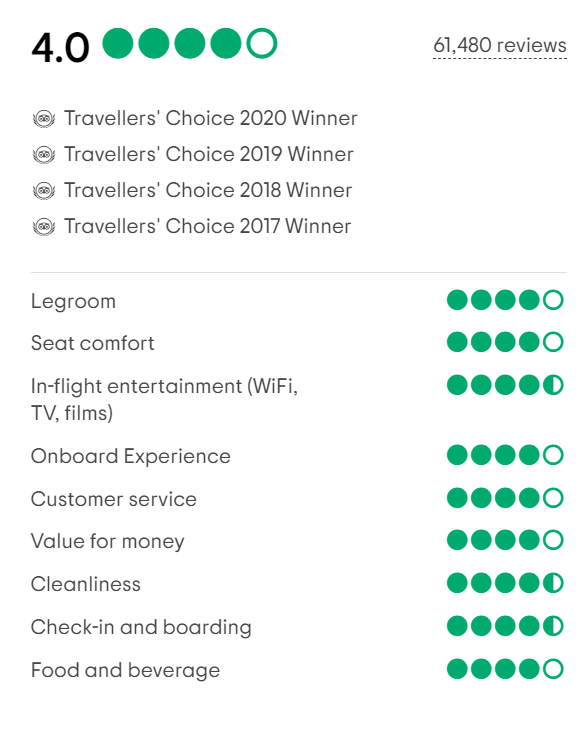 4.0
61,480 reviews
Travellers' Choice 2020 Winner
Travellers' Choice 2019 Winner
Travellers' Choice 2018 Winner
Travellers' Choice 2017 Winner
Legroom
Seat comfort
In-flight entertainment (WiFi,
TV, films)
Onboard Experience
Customer service
Value for money
Cleanliness
Check-in and boarding
Food and beverage